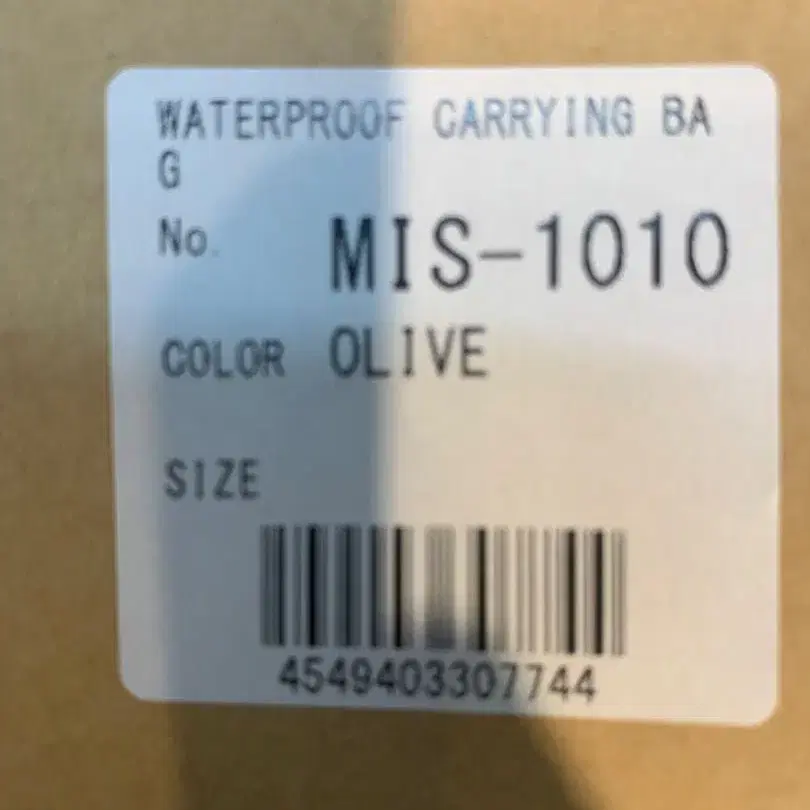 WATERPROOF CARRYING BA
G
No. MIS-1010
COLOR OLIVE
SIZE
4549403307744